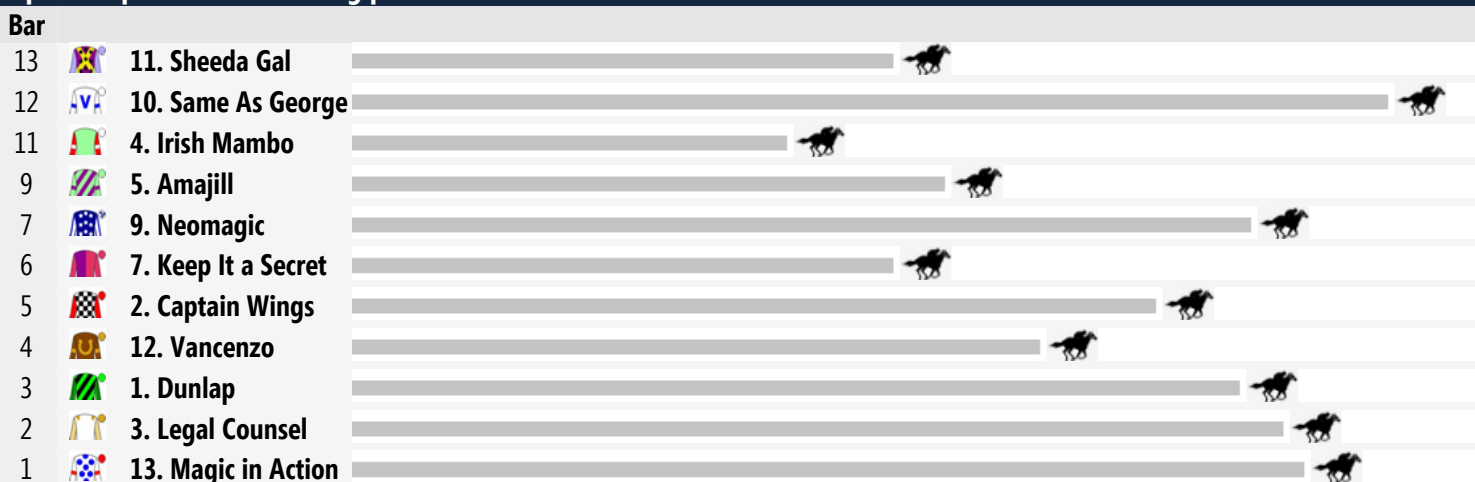 Bar
13 11. Sheeda Gal
12 V 10. Same As George
11 4. Irish Mambo
9 5. Amajill
7 9. Neomagic
6 7. Keep It a Secret
5 2. Captain Wings
4 12. Vancenzo
3 1. Dunlap
2 3. Legal Counsel
1 13. Magic in Action